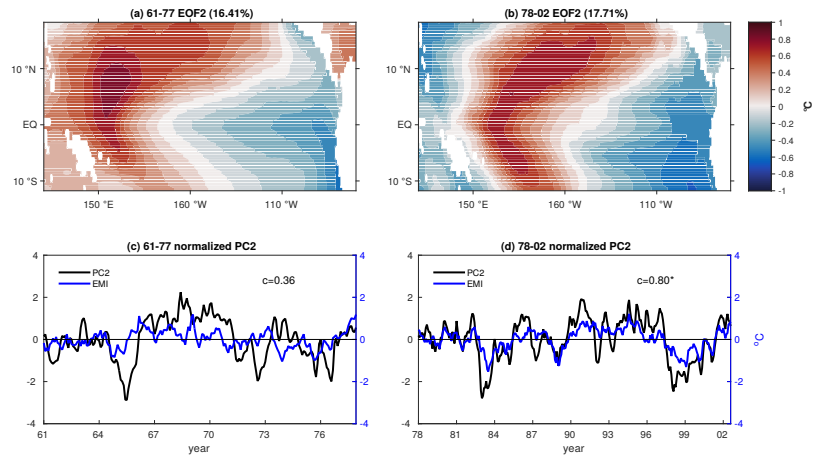 (a) 61-77 EOF2 (16.41%)
(b) 78-02 EOF2 (17.71%)
10 °N
EQ
10 °S
150 °E
160 °W
110 °W
10 °N
EQ
10 °S
150 °E
160 °W
110 °W
1
0.8
0.6
0.4
0.2
0
-0.2
-0.4
-0.6
-0.8
-1
°C
(c) 61-77 normalized PC2
4
2
0
-2
-4
PC2
EMI
c=0.36
4
2
0
-2
-4
61
64
67
70
73
76
year
(d) 78-02 normalized PC2
4
2
0
-2
-4
PC2
EMI
c=0.80*
4
2
0
-2
-4
°C
78
81
84
87
90
93
96
99
02
year